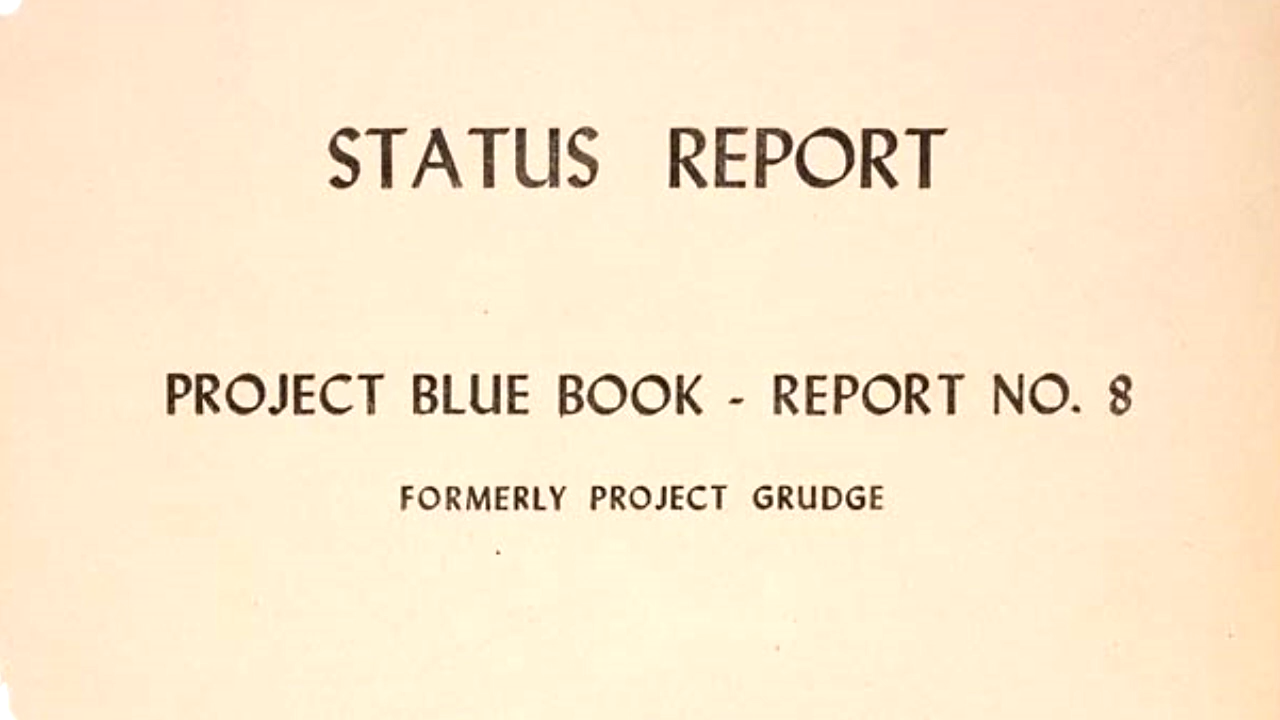 STATUS REPORT
PROJECT BLUE BOOK - REPORT NO. 8
FORMERLY PROJECT GRUDGE